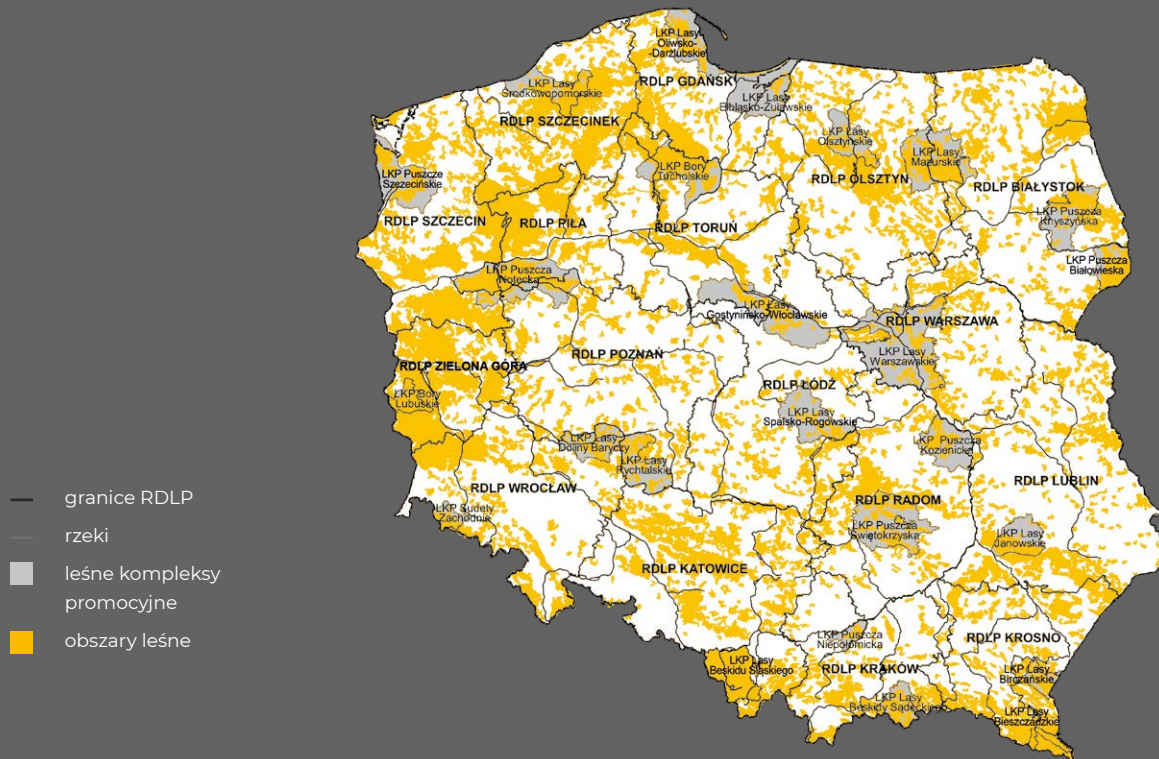 LKP Lasy
Oliwsko-
-Darżlubskie
RDLP GDAŃSK
LKP Lasy
Środkowopomorskie
LKP Lasy
Elbląsko-Żuławskie
RDLP SZCZECINEK
LKP Lasy
Olsztyńskie
LKP Lasy
Mazurskie
LKP Puszcze
Szczecińskie
LKP Bory
Tucholskie
RDLP OLSZTYN
RDLP BIAŁYSTOK
RDLP SZCZECIN
RDLP PIŁA
RDLP TORUŃ
LKP Puszcza
Knyszyńska
LKP Puszcza
Białowieska
LKP Puszcza
Notecka
LKP Lasy
Gostynińsko-Włocławskie
RDLP WARSZAWA
LKP Lasy
Warszawskie
RDLP POZNAŃ
RDLP ZIELONA GÓRA
RDLP ŁÓDŹ
LKP Bory
Lubuskie
LKP Lasy
Spalsko-Rogowskie
LKP Lasy
Doliny Baryczy
LKP Puszcza
Kozienicka
LKP Lasy
Rychtalskie
RDLP WROCŁAW
RDLP LUBLIN
RDLP RADOM
LKP Sudety
Zachodnie
LKP Puszcza
Świętokrzyska
LKP Lasy
Janowskie
RDLP KATOWICE
LKP Puszcza
Niepołomicka
RDLP KROSNO
LKP Lasy
Beskidu Śląskiego
RDLP KRAKÓW
LKP Lasy
Birczańskie
LKP Lasy
Beskidy Sądeckiego
LKP Lasy
Bieszczadzkie
granice RDLP
rzeki
leśne kompleksy
promocyjne
obszary leśne